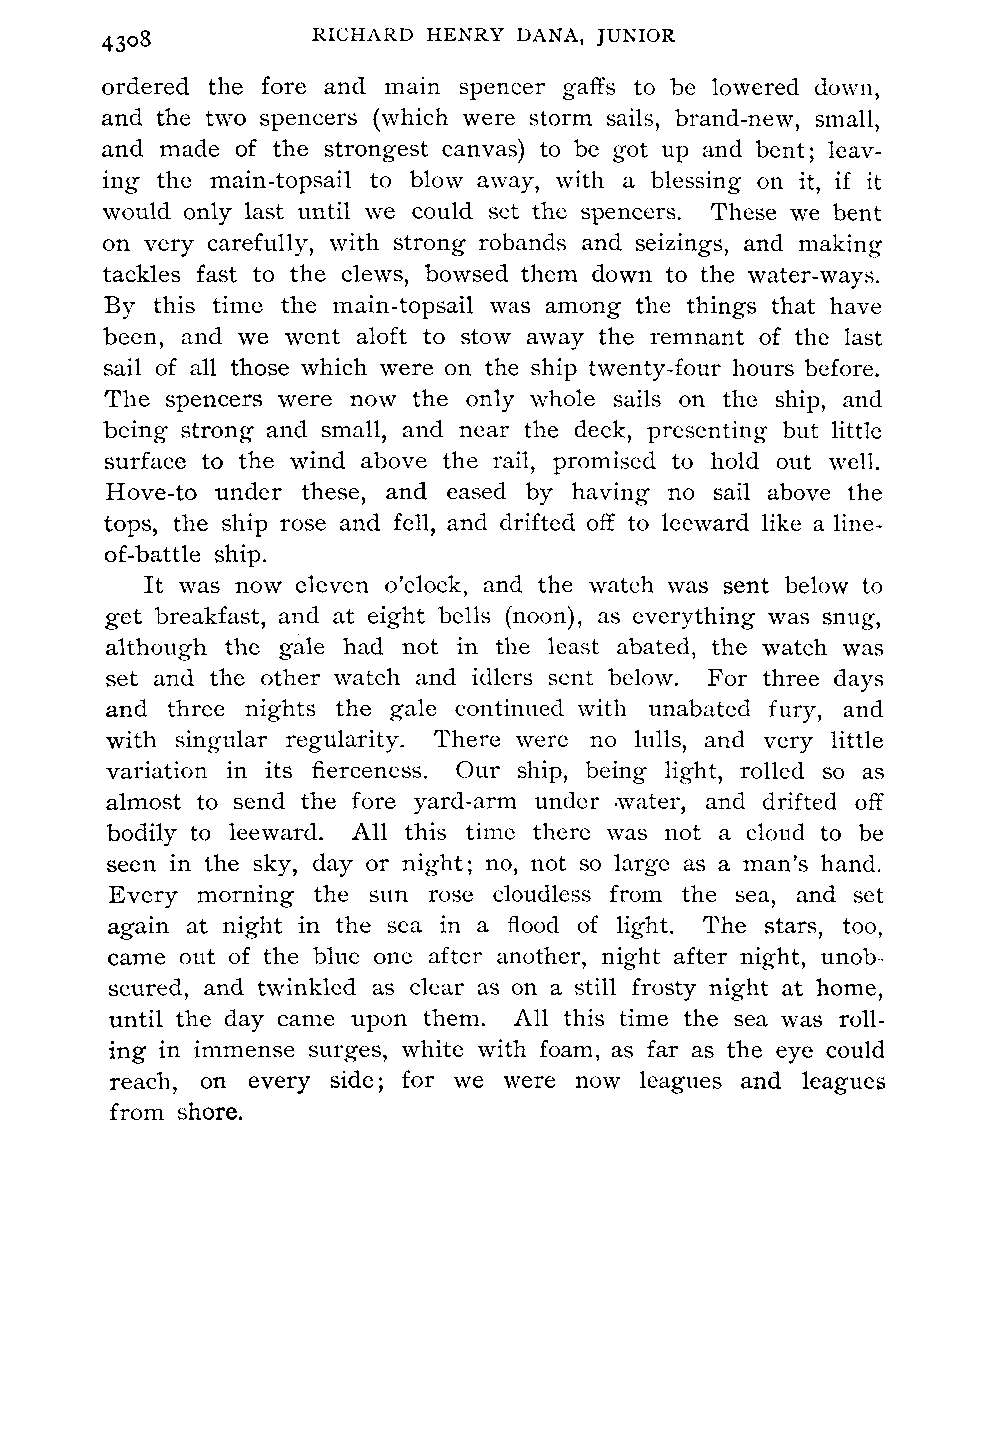 4308 RICHARD HENRY DANA, JUNIOR
ordered the fore and main spencer gaffs to be lowered down,
and the two spencers (which were storm sails, brand-new, small,
and made of the strongest canvas) to be got up and bent; leav-
ing the main-topsail to blow away, with a blessing on it, if it
would only last until we could set the spencers. These we bent
on very carefully, with strong robands and seizings, and making
tackles fast to the clews, bowsed them down to the water-ways.
By this time the main-topsail was among the things that have
been, and we went aloft to stow away the remnant of the last
sail of all those which were on the ship twenty-four hours before.
The spencers were now the only whole sails on the ship, and
being strong and small, and near the deck, presenting but little
surface to the wind above the rail, promised to hold out well.
Hove-to under these, and eased by having no sail above the
tops, the ship rose and fell, and drifted off to leeward like a line-
of-battle ship.
It was now eleven o'clock, and the watch was sent below to
get breakfast, and at eight bells (noon), as everything was snug,
although the gale had not in the least abated, the watch was
set and the other watch and idlers sent below. For three days
and three nights the gale continued with unabated fury, and
with singular regularity. There were no lulls, and very little
variation in its fierceness. Our ship, being light, rolled so as
almost to send the fore yard-arm under water, and drifted off
bodily to leeward. All this time there was not a cloud to be
seen in the sky, day or night; no, not so large as a man's hand.
Every morning the sun rose cloudless from the sea, and set
again at night in the sea in a flood of light. The stars, too,
came out of the blue one after another, night after night, unob-
scured, and twinkled as clear as on a still frosty night at home,
until the day came upon them. All this time the sea was roll-
ing in immense surges, white with foam, as far as the eye could
reach, on every side; for we were now leagues and leagues
from shore.